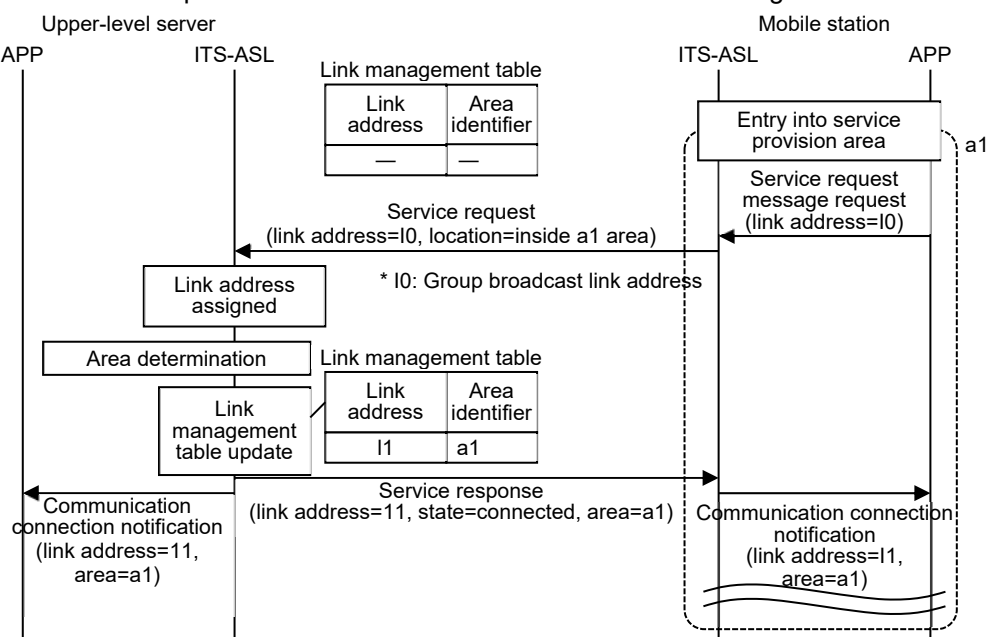 Upper-level server
Mobile station
APP
ITS-ASL
ITS-ASL
APP
Link management table
Link
address
Area
identifier
—
—
Entry into service
provision area
a1
Service request
message request
(link address=I0)
Service request
(link address=I0, location=inside a1 area)
* I0: Group broadcast link address
Link address
assigned
Area determination
Link management table
Link
address
Area
identifier
I1
a1
Link
management
table update
Service response
(link address=11, state=connected, area=a1)
Communication
connection notification
(link address=11,
area=a1)
Communication connection
notification
(link address=I1,
area=a1)